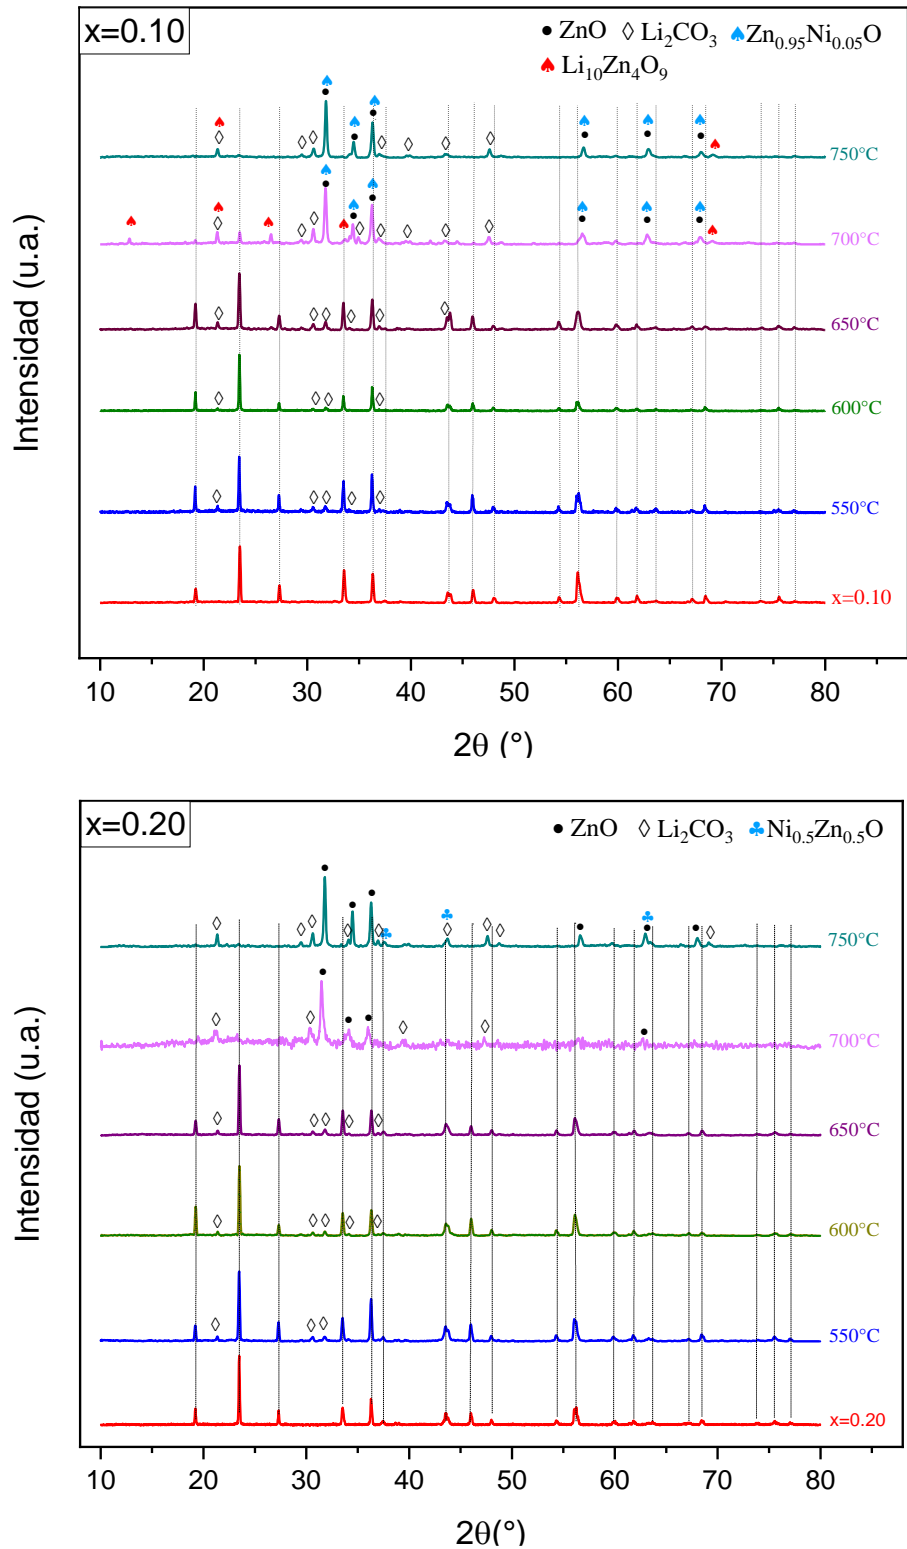 x=0.10
● ZnO ◊ Li₂CO₃ ♠ Zn₀.₉₅Ni₀.₀₅O
♠ Li₁₀Zn₄O₉
750°C
700°C
650°C
600°C
550°C
x=0.10
Intensidad (u.a.)
10 20 30 40 50 60 70 80
2θ (°)
x=0.20
● ZnO ◊ Li₂CO₃ ♣ Ni₀.₅Zn₀.₅O
750°C
700°C
650°C
600°C
550°C
x=0.20
Intensidad (u.a.)
10 20 30 40 50 60 70 80
2θ(°)